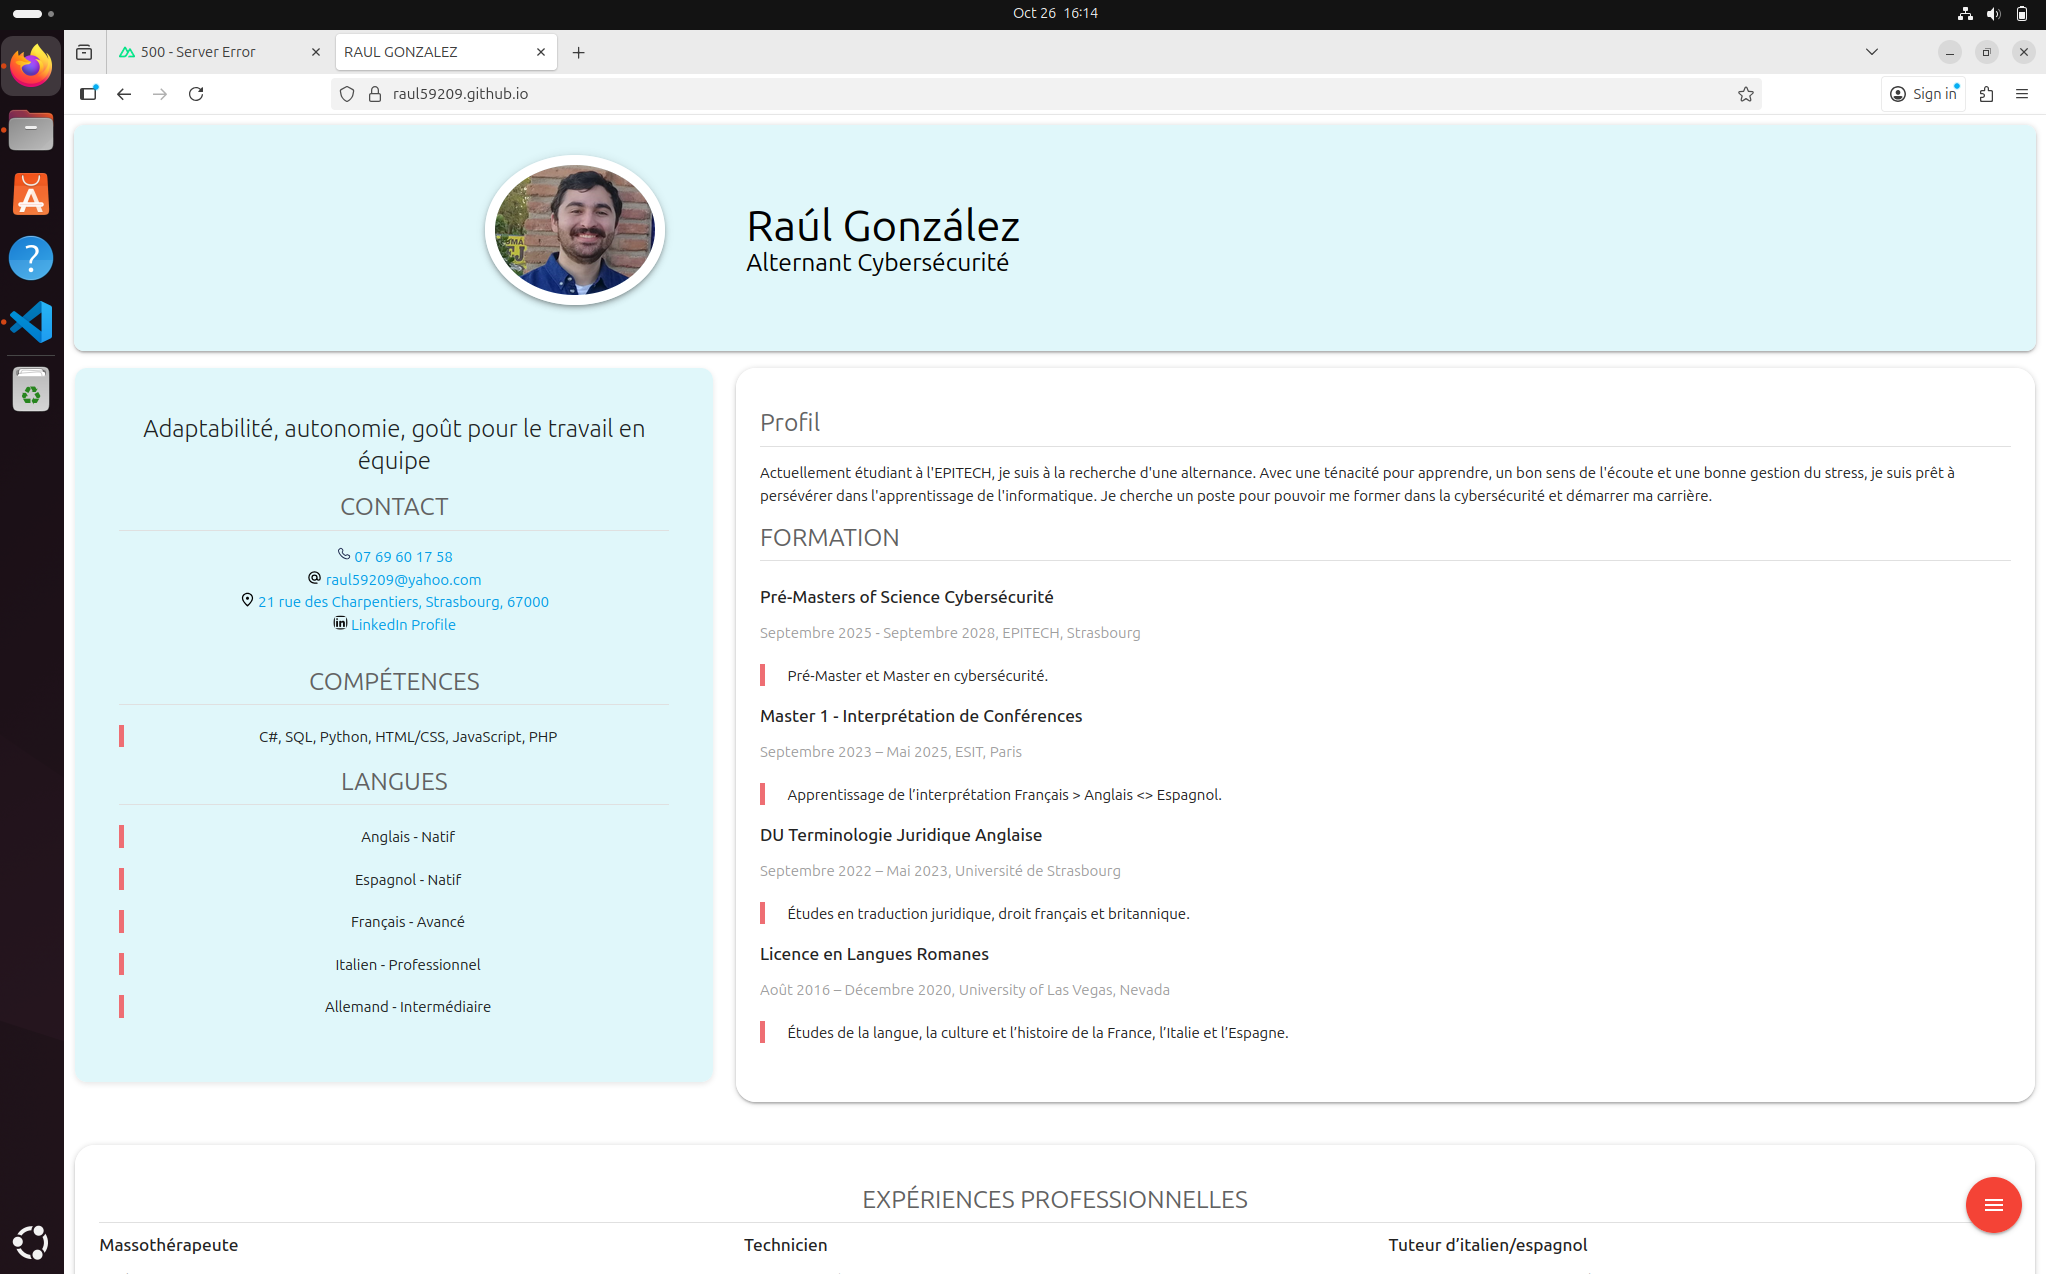 Oct 26 16:14
500 - Server Error
RAUL GONZALEZ
raul59209.github.io
Sign in
Raúl González
Alternant Cybersécurité
Adaptabilité, autonomie, goût pour le travail en
équipe
CONTACT
07 69 60 17 58
raul59209@yahoo.com
21 rue des Charpentiers, Strasbourg, 67000
LinkedIn Profile
COMPÉTENCES
C#, SQL, Python, HTML/CSS, JavaScript, PHP
LANGUES
Anglais - Natif
Espagnol - Natif
Français - Avancé
Italien - Professionnel
Allemand - Intermédiaire
Profil
Actuellement étudiant à l'EPITECH, je suis à la recherche d'une alternance. Avec une ténacité pour apprendre, un bon sens de l'écoute et une bonne gestion du stress, je suis prêt à
persévérer dans l'apprentissage de l'informatique. Je cherche un poste pour pouvoir me former dans la cybersécurité et démarrer ma carrière.
FORMATION
Pré-Masters of Science Cybersécurité
Septembre 2025 - Septembre 2028, EPITECH, Strasbourg
Pré-Master et Master en cybersécurité.
Master 1 - Interprétation de Conférences
Septembre 2023 – Mai 2025, ESIT, Paris
Apprentissage de l’interprétation Français > Anglais <> Espagnol.
DU Terminologie Juridique Anglaise
Septembre 2022 – Mai 2023, Université de Strasbourg
Études en traduction juridique, droit français et britannique.
Licence en Langues Romanes
Août 2016 – Décembre 2020, University of Las Vegas, Nevada
Études de la langue, la culture et l’histoire de la France, l’Italie et l’Espagne.
EXPÉRIENCES PROFESSIONNELLES
Massothérapeute
Technicien
Tuteur d’italien/espagnol